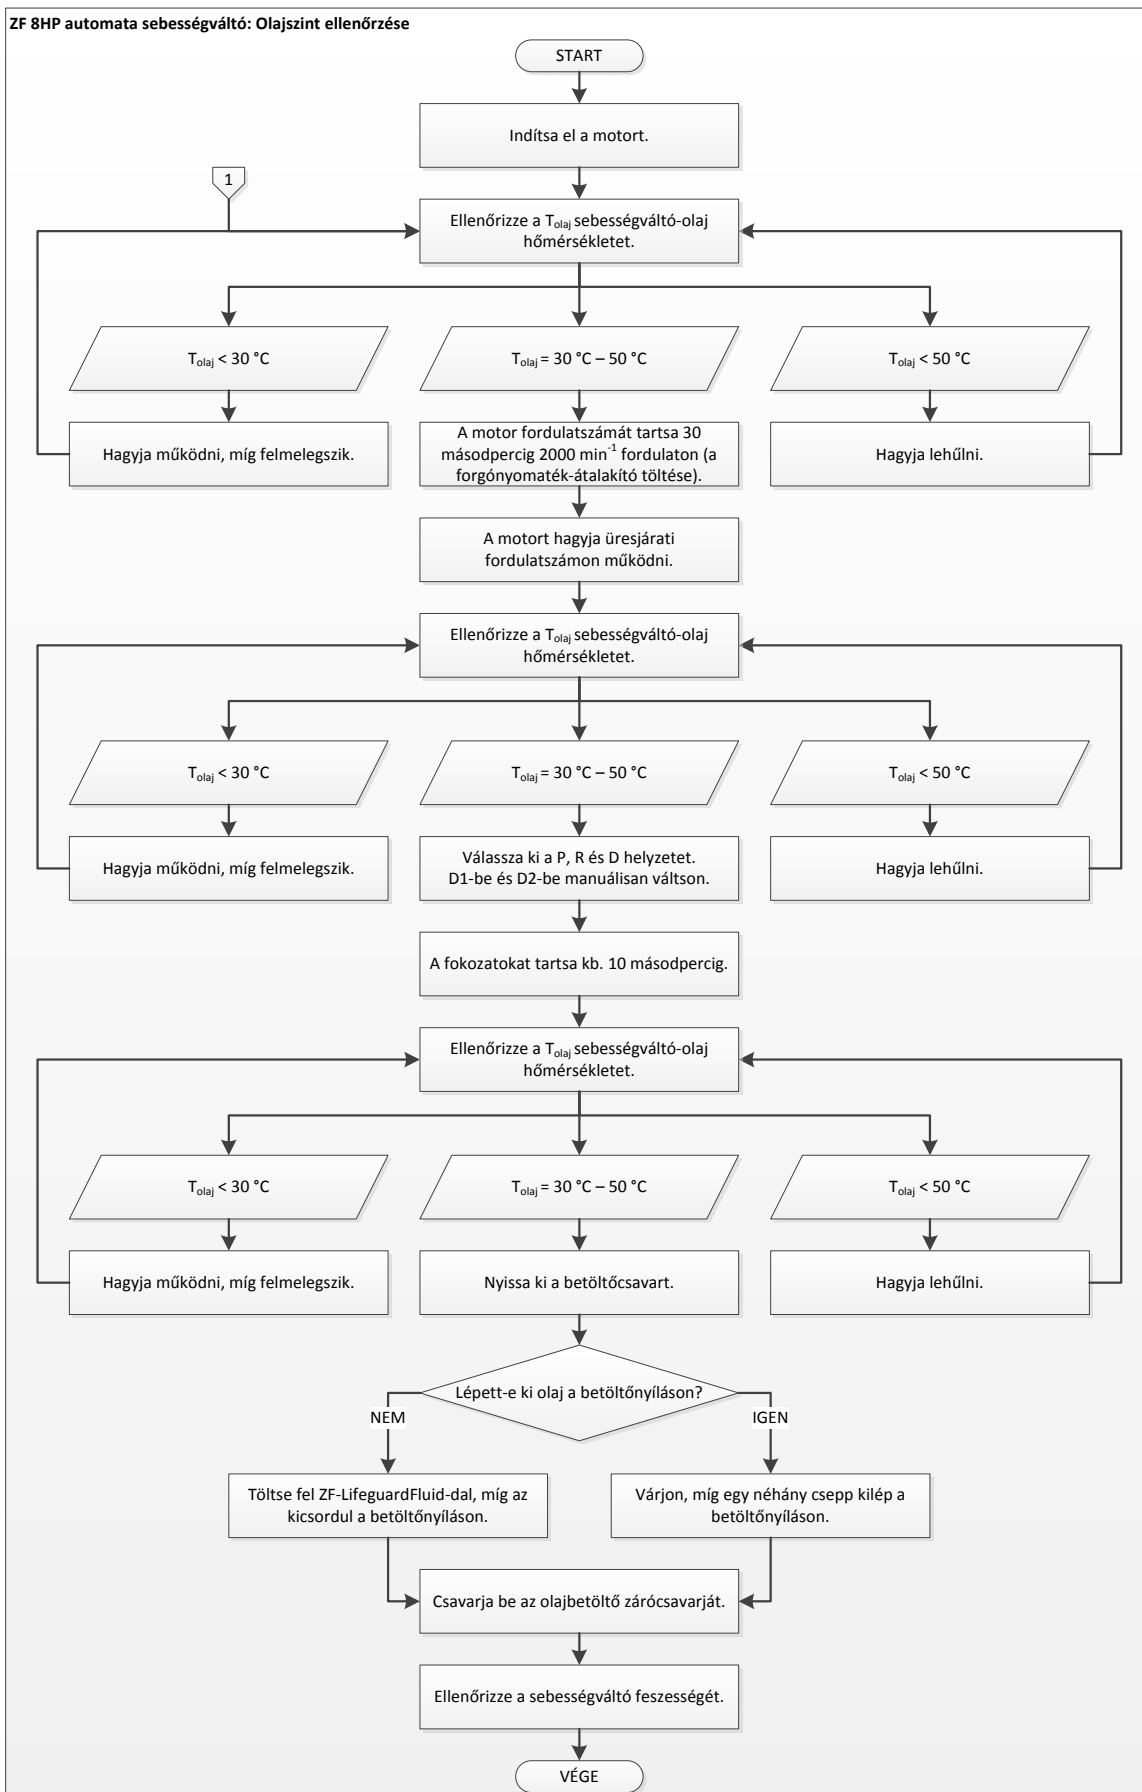 ZF 8HP automata sebességváltó: Olajszint ellenőrzése
START
Indítsa el a motort.
1
Ellenőrizze a Tolaj sebességváltó-olaj
hőmérsékletet.
Tolaj < 30 °C
Tolaj = 30 °C – 50 °C
Tolaj < 50 °C
Hagyja működni, míg felmelegszik.
A motor fordulatszámát tartsa 30
másodpercig 2000 min-1 fordulaton (a
forgónyomaték-átalakító töltése).
Hagyja lehűlni.
A motort hagyja üresjárati
fordulatszámon működni.
Ellenőrizze a Tolaj sebességváltó-olaj
hőmérsékletet.
Tolaj < 30 °C
Tolaj = 30 °C – 50 °C
Tolaj < 50 °C
Hagyja működni, míg felmelegszik.
Válassza ki a P, R és D helyzetet.
D1-be és D2-be manuálisan váltson.
Hagyja lehűlni.
A fokozatokat tartsa kb. 10 másodpercig.
Ellenőrizze a Tolaj sebességváltó-olaj
hőmérsékletet.
Tolaj < 30 °C
Tolaj = 30 °C – 50 °C
Tolaj < 50 °C
Hagyja működni, míg felmelegszik.
Nyissa ki a betöltőcsavart.
Hagyja lehűlni.
Lépett-e ki olaj a betöltőnyíláson?
NEM
IGEN
Töltse fel ZF-LifeguardFluid-dal, míg az
kicsordul a betöltőnyíláson.
Várjon, míg egy néhány csepp kilép a
betöltőnyíláson.
Csavarja be az olajbetöltő zárócsavarját.
Ellenőrizze a sebességváltó feszességét.
VÉGE